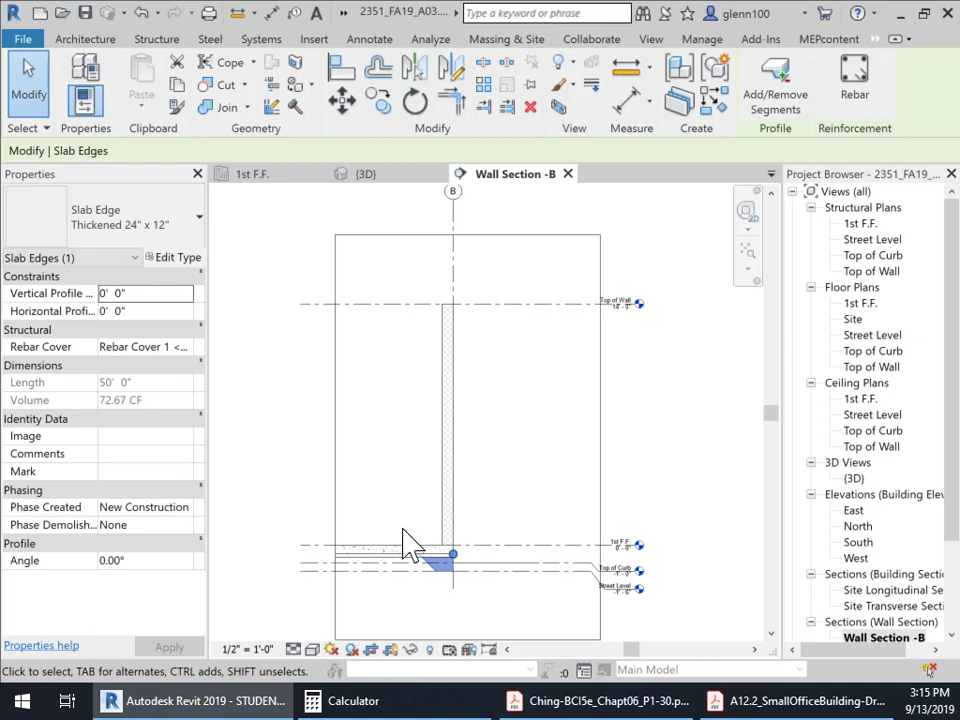 2351_FA19_A03....
Type a keyword or phrase
glenn100
File Architecture Structure Steel Systems Insert Annotate Analyze Massing & Site Collaborate View Manage Add-Ins MEPcontent
Modify
Paste
Cope
Cut
Join
Add/Remove
Segments
Rebar
Select Properties Clipboard Geometry Modify View Measure Create Profile Reinforcement
Modify | Slab Edges
Properties
Slab Edge
Thickened 24" x 12"
Slab Edges (1)
Edit Type
Constraints
Vertical Profile ... 0' 0"
Horizontal Profi... 0' 0"
Structural
Rebar Cover Rebar Cover 1 <...
Dimensions
Length 50' 0"
Volume 72.67 CF
Identity Data
Image
Comments
Mark
Phasing
Phase Created New Construction
Phase Demolish... None
Profile
Angle 0.00°
Properties help
Apply
1st F.F.
{3D}
Wall Section -B
B
2D
Top of Wall
14' - 0"
1st F.F
0' - 0"
Top of Curb
-1' - 0"
Street Level
-1' - 6"
1/2" = 1'-0"
Project Browser - 2351_FA19_...
Views (all)
Structural Plans
1st F.F.
Street Level
Top of Curb
Top of Wall
Floor Plans
1st F.F.
Site
Street Level
Top of Curb
Top of Wall
Ceiling Plans
1st F.F.
Street Level
Top of Curb
Top of Wall
3D Views
{3D}
Elevations (Building Elev
East
North
South
West
Sections (Building Secti
Site Longitudinal Se
Site Transverse Secti
Sections (Wall Section)
Wall Section -B
Click to select, TAB for alternates, CTRL adds, SHIFT unselects.
:0
Main Model
Autodesk Revit 2019 - STUDEN...
Calculator
Ching-BCI5e_Chapt06_P1-30.p...
A12.2_SmallOfficeBuilding-Dr...
3:15 PM
9/13/2019